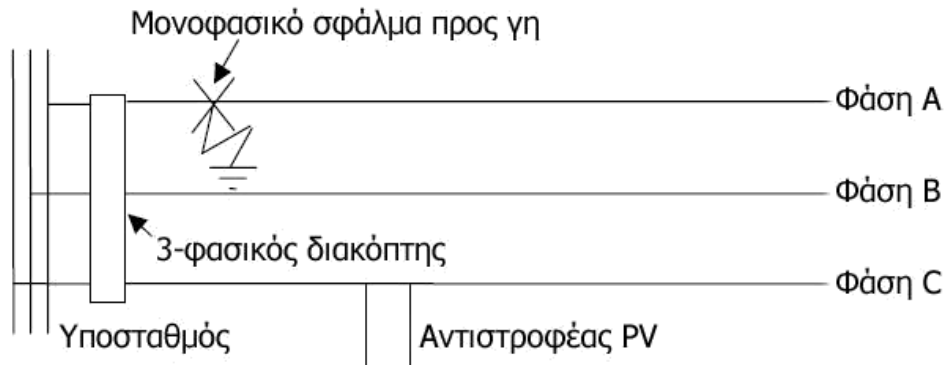 Μονοφασικό σφάλμα προς γη
Φάση Α
Φάση Β
3-φασικός διακόπτης
Φάση C
Υποσταθμός
Αντιστροφέας PV